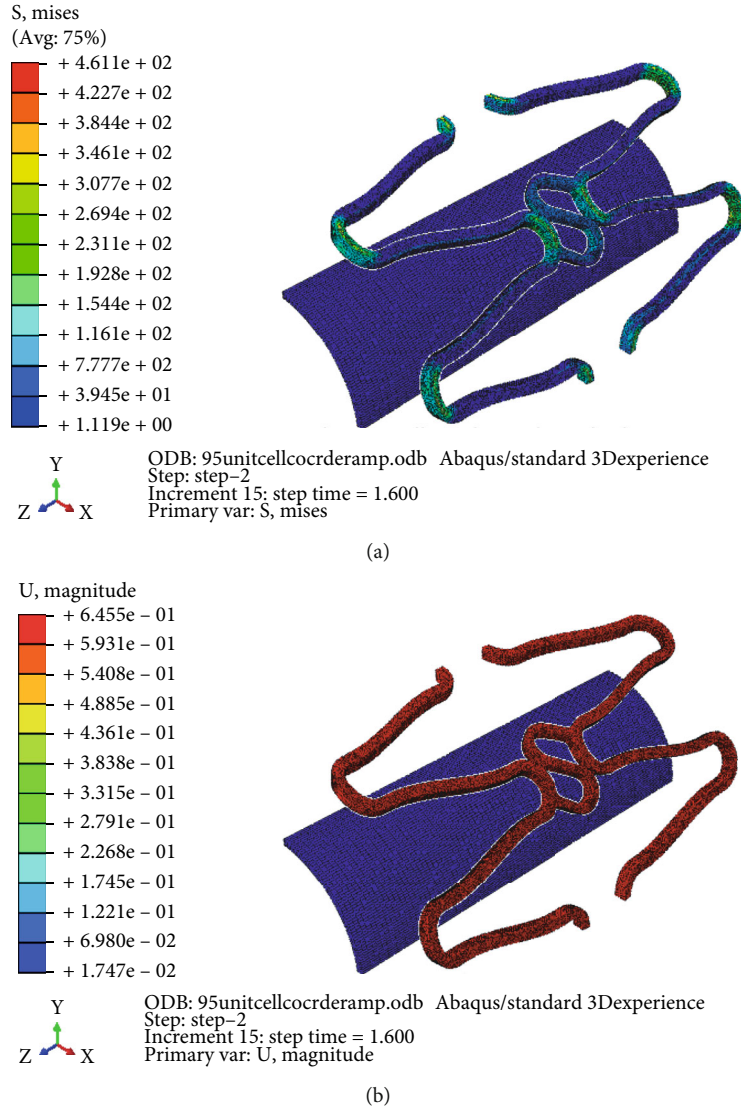 S, mises
(Avg: 75%)
+ 4.611e + 02
+ 4.227e + 02
+ 3.844e + 02
+ 3.461e + 02
+ 3.077e + 02
+ 2.694e + 02
+ 2.311e + 02
+ 1.928e + 02
+ 1.544e + 02
+ 1.161e + 02
+ 7.777e + 02
+ 3.945e + 01
+ 1.119e + 00
Y
Z
X
ODB: 95unitcellcocrderamp.odb Abaqus/standard 3Dexperience
Step: step–2
Increment 15: step time = 1.600
Primary var: S, mises
(a)
U, magnitude
+ 6.455e – 01
+ 5.931e – 01
+ 5.408e – 01
+ 4.885e – 01
+ 4.361e – 01
+ 3.838e – 01
+ 3.315e – 01
+ 2.791e – 01
+ 2.268e – 01
+ 1.745e – 01
+ 1.221e – 01
+ 6.980e – 02
+ 1.747e – 02
Y
Z
X
ODB: 95unitcellcocrderamp.odb Abaqus/standard 3Dexperience
Step: step–2
Increment 15: step time = 1.600
Primary var: U, magnitude
(b)